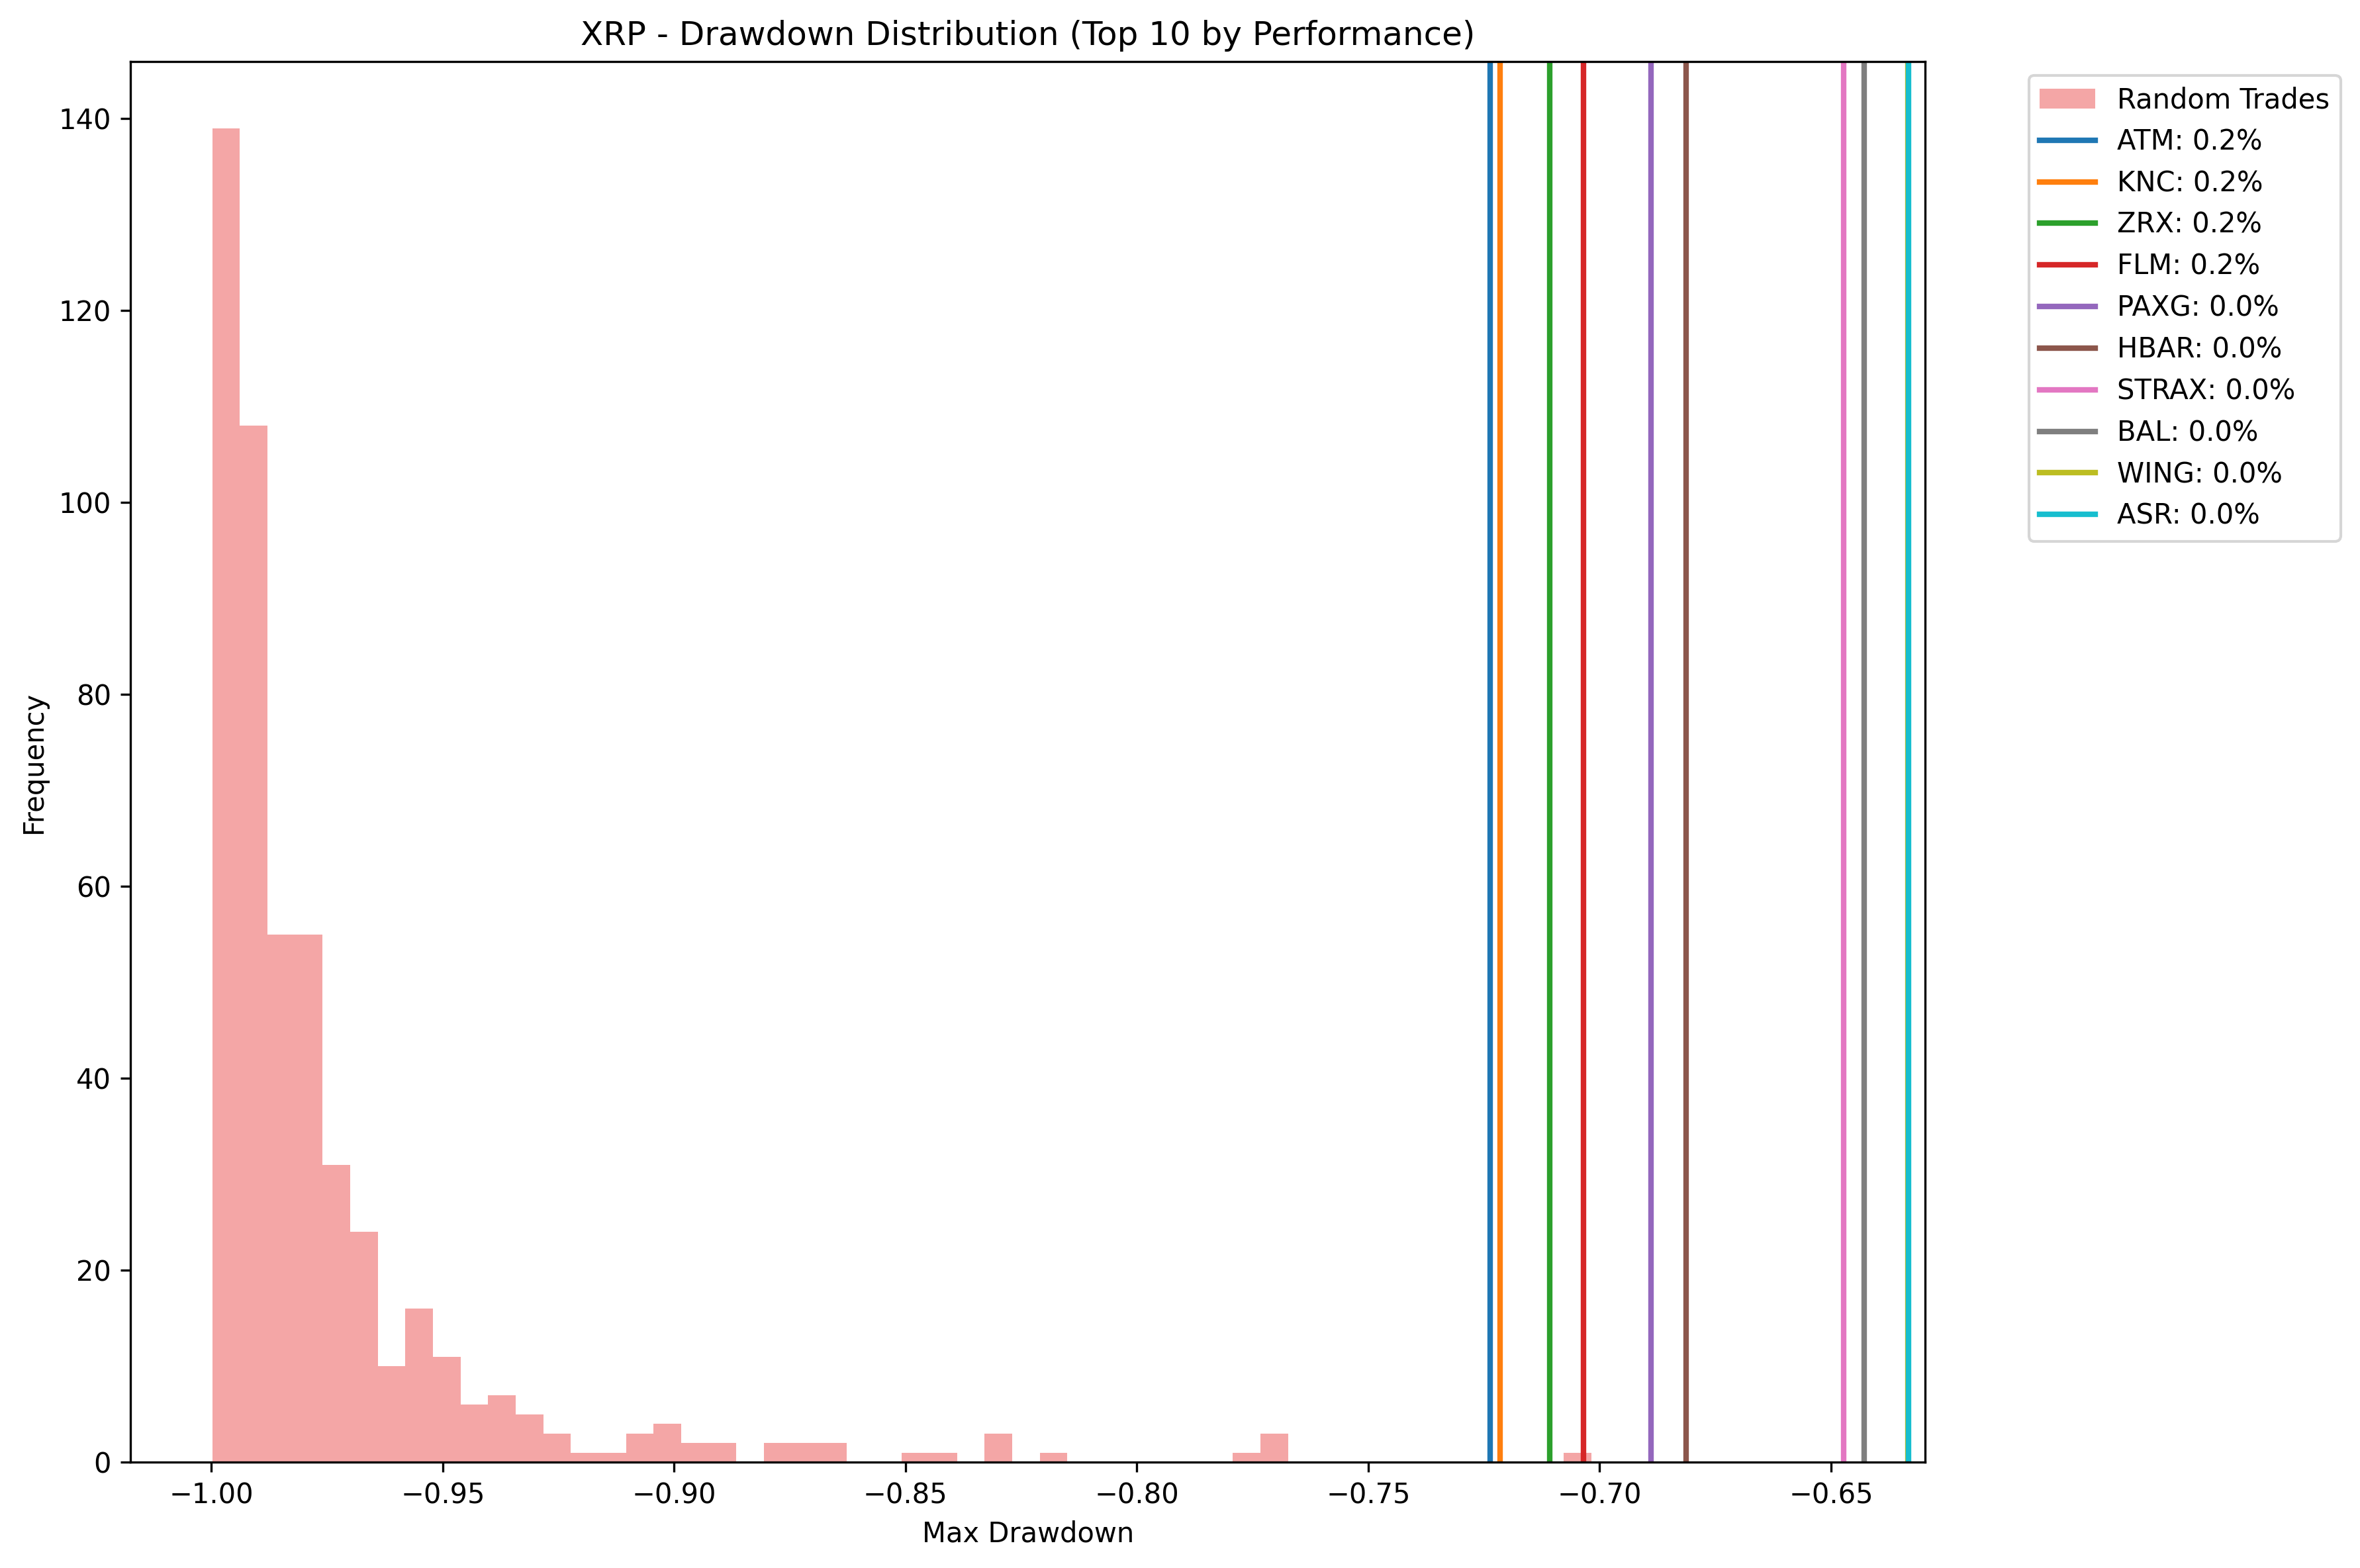 XRP - Drawdown Distribution (Top 10 by Performance)
140
120
100
80
60
40
20
0
Frequency
−1.00
−0.95
−0.90
−0.85
−0.80
−0.75
−0.70
−0.65
Max Drawdown
Random Trades
ATM: 0.2%
KNC: 0.2%
ZRX: 0.2%
FLM: 0.2%
PAXG: 0.0%
HBAR: 0.0%
STRAX: 0.0%
BAL: 0.0%
WING: 0.0%
ASR: 0.0%